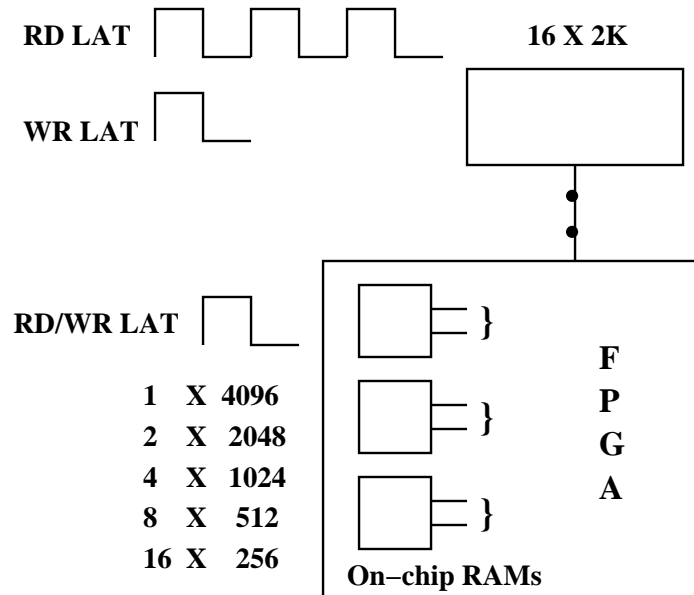 RD LAT
16 X 2K
WR LAT
RD/WR LAT
1 X 4096
2 X 2048
4 X 1024
8 X 512
16 X 256
}
}
}
F
P
G
A
On−chip RAMs